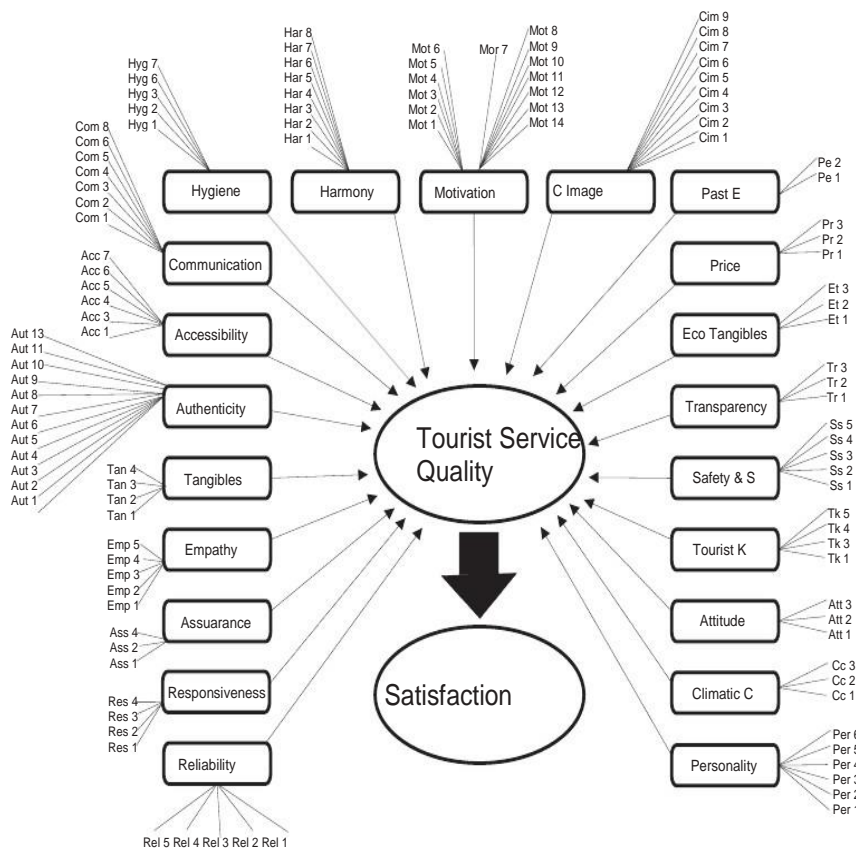 Hyg 7
Hyg 6
Hyg 3
Hyg 2
Hyg 1
Har 8
Har 7
Har 6
Har 5
Har 4
Har 3
Har 2
Har 1
Mot 6
Mot 5
Mot 4
Mot 3
Mot 2
Mot 1
Mor 7
Mot 8
Mot 9
Mot 10
Mot 11
Mot 12
Mot 13
Mot 14
Cim 9
Cim 8
Cim 7
Cim 6
Cim 5
Cim 4
Cim 3
Cim 2
Cim 1
Pe 2
Pe 1
Hygiene
Harmony
Motivation
C Image
Past E
Com 8
Com 6
Com 5
Com 4
Com 3
Com 2
Com 1
Communication
Pr 3
Pr 2
Pr 1
Price
Acc 7
Acc 6
Acc 5
Acc 4
Acc 3
Acc 1
Accessibility
Et 3
Et 2
Et 1
Eco Tangibles
Aut 13
Aut 11
Aut 10
Aut 9
Aut 8
Aut 7
Aut 6
Aut 5
Aut 4
Aut 3
Aut 2
Aut 1
Authenticity
Tr 3
Tr 2
Tr 1
Transparency
Tourist Service
Quality
Tan 4
Tan 3
Tan 2
Tan 1
Tangibles
Ss 5
Ss 4
Ss 3
Ss 2
Ss 1
Safety & S
Emp 5
Emp 4
Emp 3
Emp 2
Emp 1
Empathy
Tk 5
Tk 4
Tk 3
Tk 1
Tourist K
Ass 4
Ass 2
Ass 1
Assuarance
Att 3
Att 2
Att 1
Attitude
Res 4
Res 3
Res 2
Res 1
Responsiveness
Satisfaction
Cc 3
Cc 2
Cc 1
Climatic C
Reliability
Rel 5 Rel 4 Rel 3 Rel 2 Rel 1
Per 6
Per 5
Per 4
Per 3
Per 2
Per 1
Personality